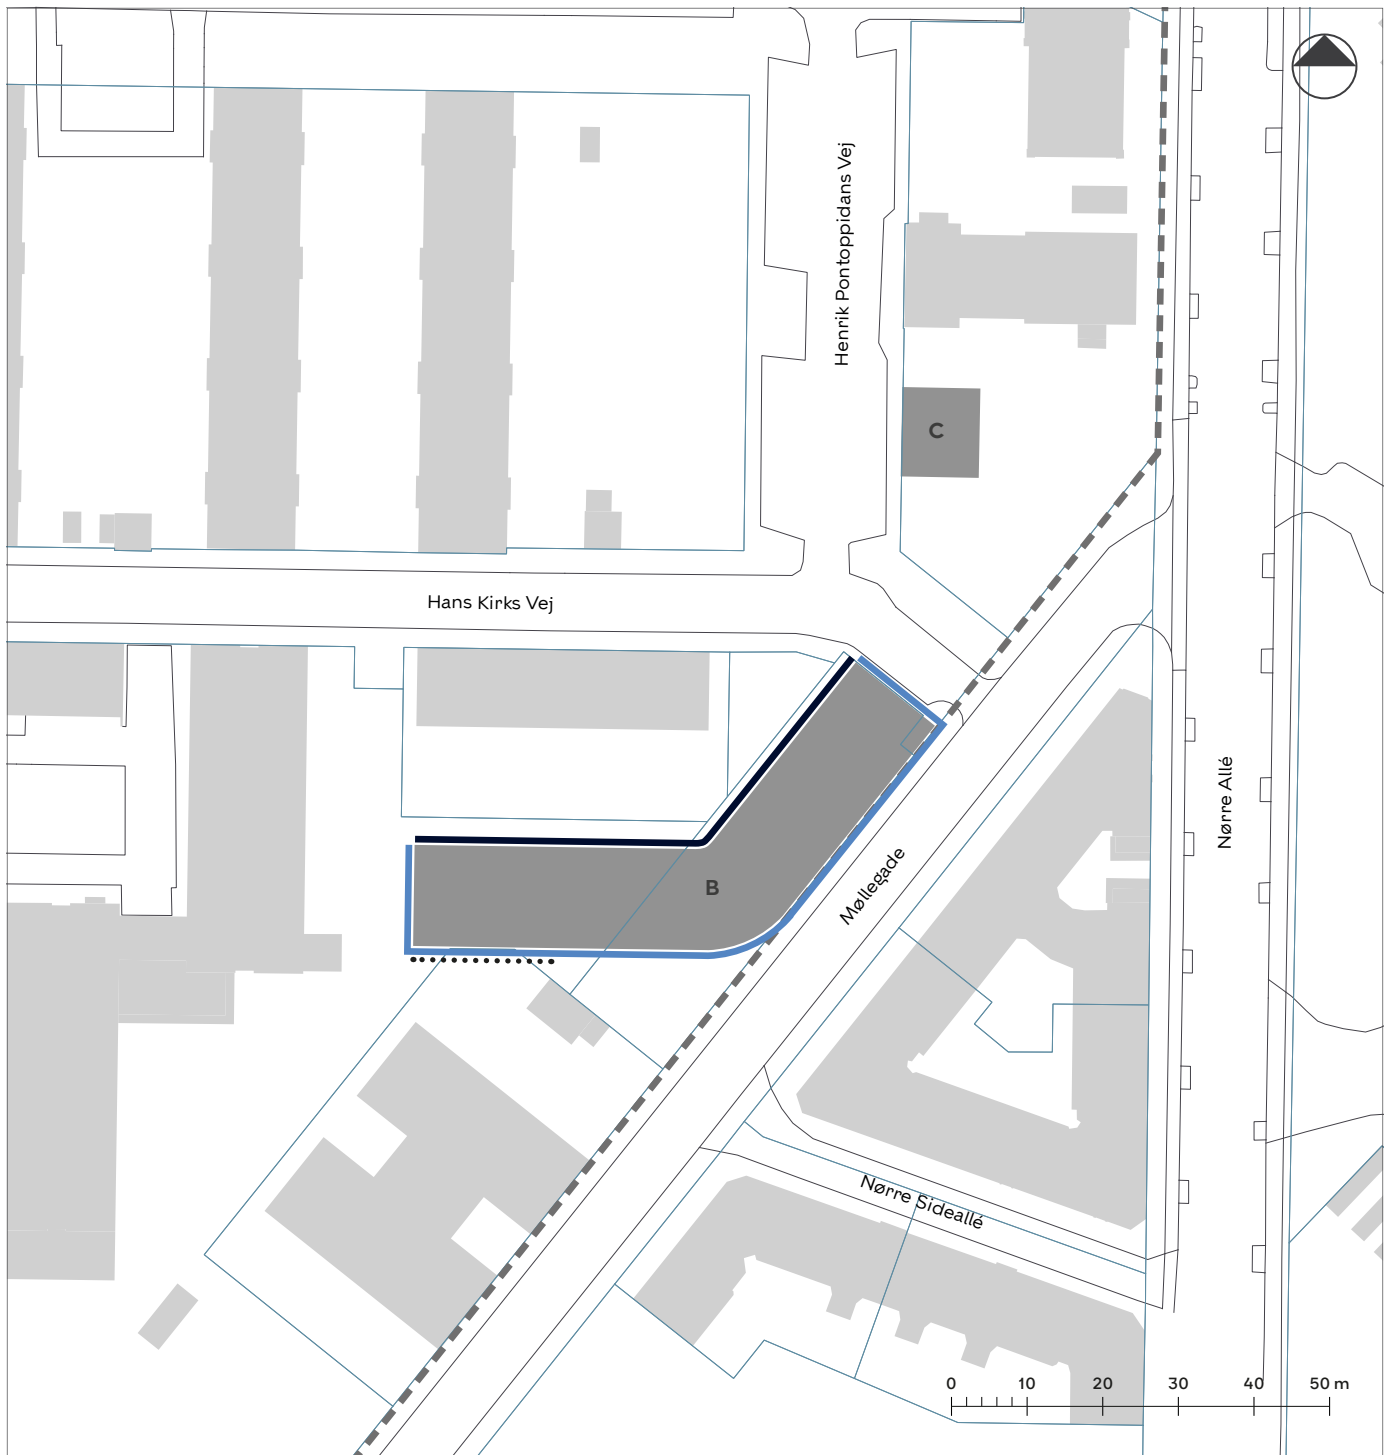 Henrik Pontoppidans Vej
C
Hans Kirks Vej
B
Nørre Allé
Møllegade
Nørre Sideallé
0 10 20 30 40 50 m